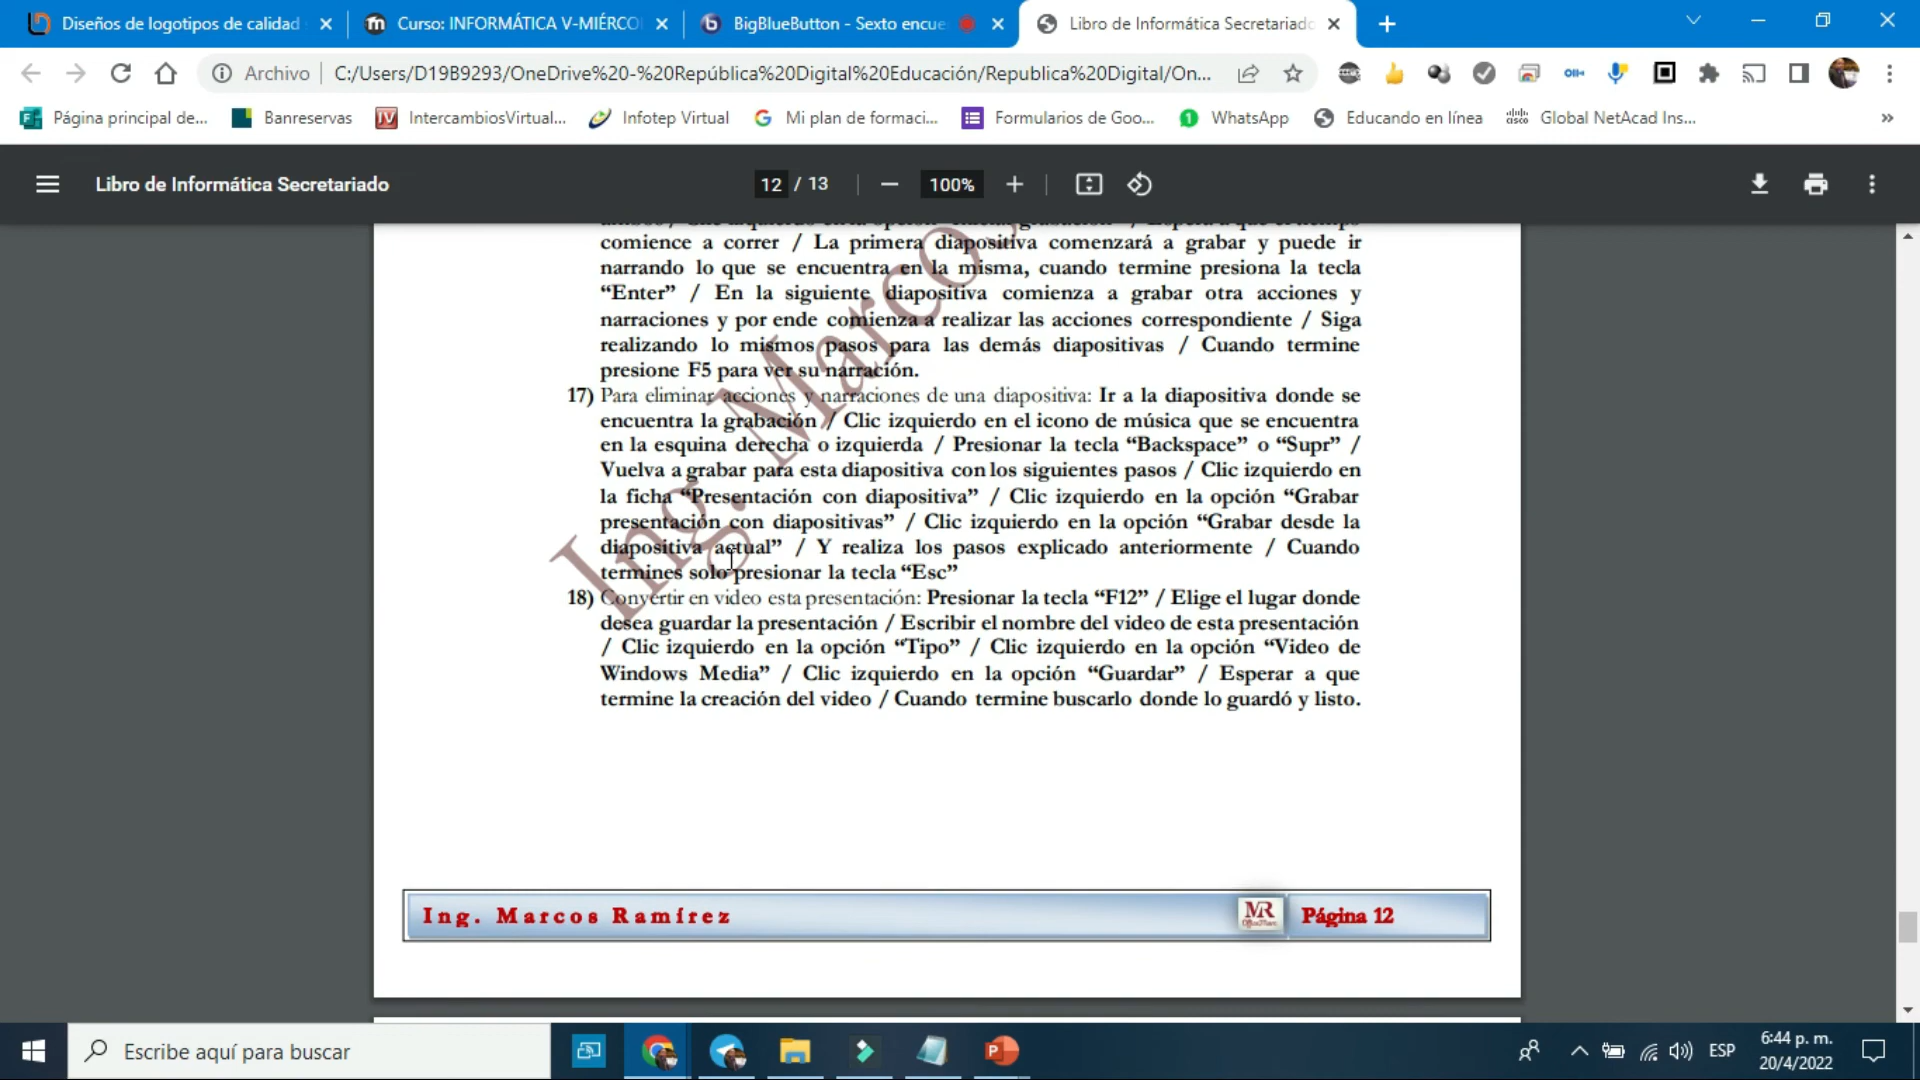 Diseños de logotipos de calidad
Curso: INFORMÁTICA V-MIÉRCO
BigBlueButton - Sexto encue
Libro de Informática Secretariado
Archivo
C:/Users/D19B9293/OneDrive%20-%20República%20Digital%20Educación/Republica%20Digital/On...
Página principal de...
Banreservas
IntercambiosVirtual...
Infotep Virtual
Mi plan de formaci...
Formularios de Goo...
WhatsApp
Educando en línea
Global NetAcad Ins...
»
Libro de Informática Secretariado
12 / 13
100%
comience a correr / La primera diapositiva comenzará a grabar y puede ir
narrando lo que se encuentra en la misma, cuando termine presiona la tecla
“Enter” / En la siguiente diapositiva comienza a grabar otra acciones y
narraciones y por ende comienza a realizar las acciones correspondiente / Siga
realizando lo mismos pasos para las demás diapositivas / Cuando termine
presione F5 para ver su narración.
17) Para eliminar acciones y narraciones de una diapositiva: Ir a la diapositiva donde se
encuentra la grabación / Clic izquierdo en el icono de música que se encuentra
en la esquina derecha o izquierda / Presionar la tecla “Backspace” o “Supr” /
Vuelva a grabar para esta diapositiva con los siguientes pasos / Clic izquierdo en
la ficha “Presentación con diapositiva” / Clic izquierdo en la opción “Grabar
presentación con diapositivas” / Clic izquierdo en la opción “Grabar desde la
diapositiva actual” / Y realiza los pasos explicado anteriormente / Cuando
termines solo presionar la tecla “Esc”
18) Convertir en video esta presentación: Presionar la tecla “F12” / Elige el lugar donde
desea guardar la presentación / Escribir el nombre del video de esta presentación
/ Clic izquierdo en la opción “Tipo” / Clic izquierdo en la opción “Video de
Windows Media” / Clic izquierdo en la opción “Guardar” / Esperar a que
termine la creación del video / Cuando termine buscarlo donde lo guardó y listo.
Ing. Marcos
Ing. Marcos Ramírez
MR
Página 12
Escribe aquí para buscar
ESP
6:44 p. m.
20/4/2022